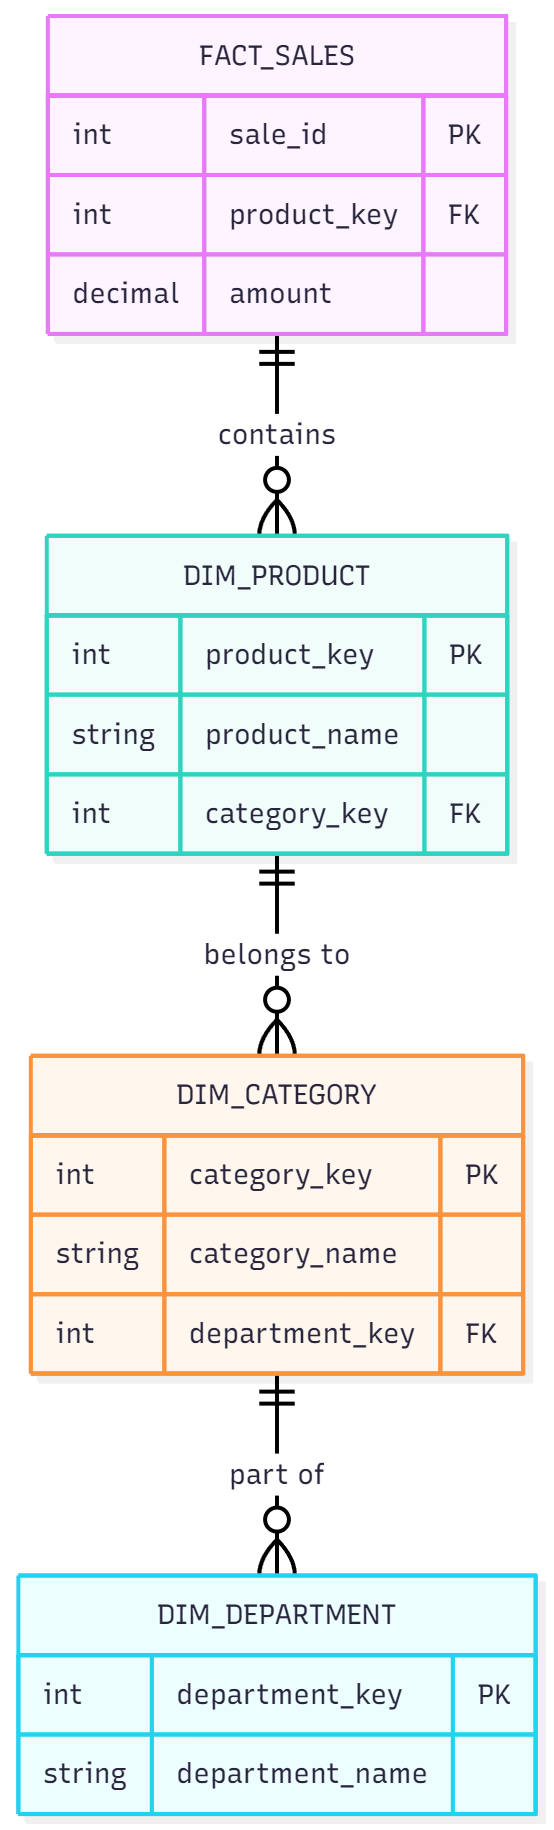 FACT_SALES
int sale_id PK
int product_key FK
decimal amount
contains
DIM_PRODUCT
int product_key PK
string product_name
int category_key FK
belongs to
DIM_CATEGORY
int category_key PK
string category_name
int department_key FK
part of
DIM_DEPARTMENT
int department_key PK
string department_name